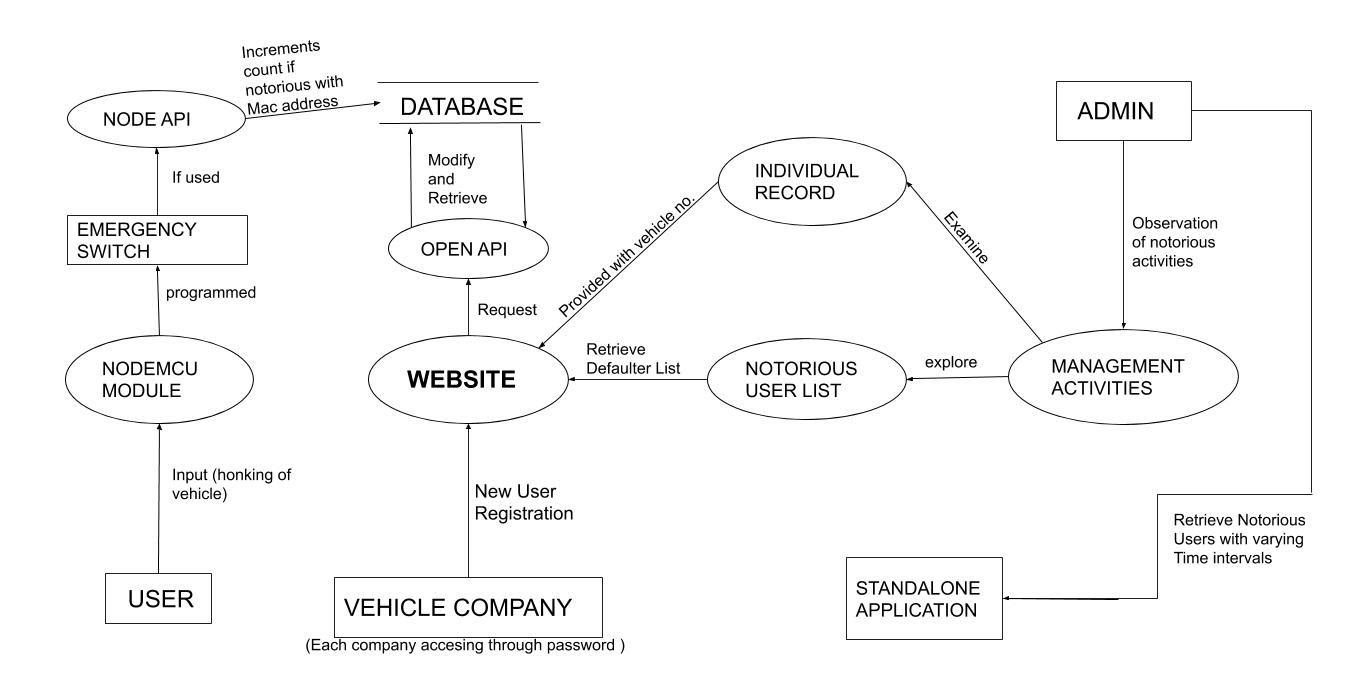 Increments
count if
notorious with
Mac address
NODE API
DATABASE
ADMIN
If used
Modify
and
Retrieve
INDIVIDUAL
RECORD
EMERGENCY
SWITCH
OPEN API
Provided with vehicle no.
Examine
Observation
of notorious
activities
programmed
Request
NODEMCU
MODULE
WEBSITE
Retrieve
Defaulter List
NOTORIOUS
USER LIST
explore
MANAGEMENT
ACTIVITIES
Input (honking of
vehicle)
New User
Registration
Retrieve Notorious
Users with varying
Time intervals
USER
VEHICLE COMPANY
(Each company accesing through password )
STANDALONE
APPLICATION